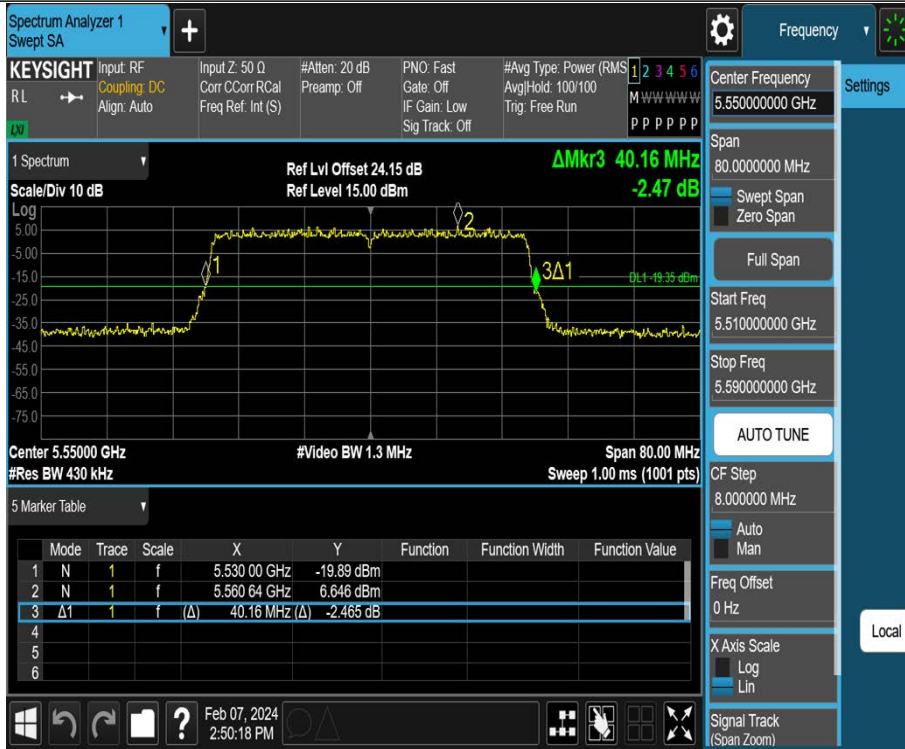 Spectrum Analyzer 1
Swept SA
+
Frequency
KEYSIGHT
RL
LXI
Input: RF
Coupling: DC
Align: Auto
Input Z: 50 Ω
Corr CCorr RCal
Freq Ref: Int (S)
#Atten: 20 dB
Preamp: Off
PNO: Fast
Gate: Off
IF Gain: Low
Sig Track: Off
#Avg Type: Power (RMS
Avg|Hold: 100/100
Trig: Free Run
1 2 3 4 5 6
M W W W W W
P P P P P P
1 Spectrum
Scale/Div 10 dB
Ref Lvl Offset 24.15 dB
Ref Level 15.00 dBm
ΔMkr3 40.16 MHz
-2.47 dB
Log
5.00
-5.00
-15.0
-25.0
-35.0
-45.0
-55.0
-65.0
-75.0
1
2
3Δ1
DL1 -19.35 dBm
Center 5.55000 GHz
#Video BW 1.3 MHz
Span 80.00 MHz
#Res BW 430 kHz
Sweep 1.00 ms (1001 pts)
5 Marker Table
Mode Trace Scale X Y Function Function Width Function Value
1 N 1 f 5.530 00 GHz -19.89 dBm
2 N 1 f 5.560 64 GHz 6.646 dBm
3 Δ1 1 f (Δ) 40.16 MHz (Δ) -2.465 dB
4
5
6
?
Feb 07, 2024
2:50:18 PM
Center Frequency
5.550000000 GHz
Span
80.0000000 MHz
Swept Span
Zero Span
Full Span
Start Freq
5.510000000 GHz
Stop Freq
5.590000000 GHz
AUTO TUNE
CF Step
8.000000 MHz
Auto
Man
Freq Offset
0 Hz
X Axis Scale
Log
Lin
Signal Track
(Span Zoom)
Settings
Local